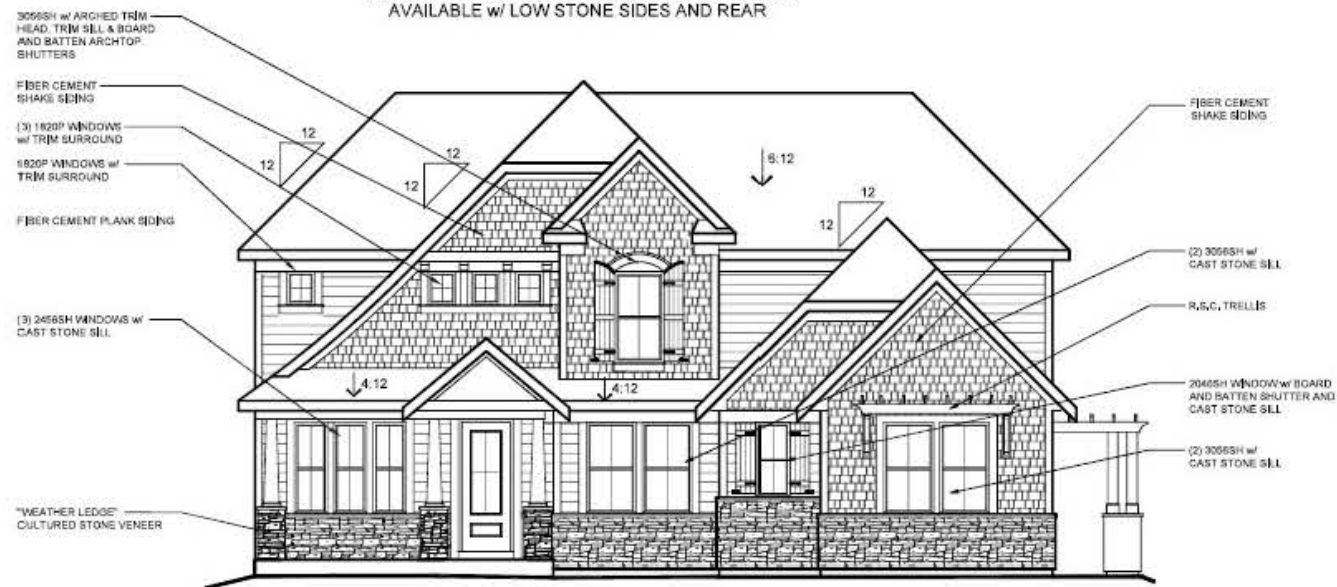 AVAILABLE w/ LOW STONE SIDES AND REAR
3056SH w/ ARCHED TRIM
HEAD, TRIM SILL & BOARD
AND BATTEN ARCHTOP
SHUTTERS
FIBER CEMENT
SHAKE SIDING
(3) 1820P WINDOWS
w/ TRIM SURROUND
1820P WINDOWS w/
TRIM SURROUND
FIBER CEMENT PLANK SIDING
(3) 2456SH WINDOWS w/
CAST STONE SILL
"WEATHER LEDGE"
CULTURED STONE VENEER
12
12
12
12
6:12
12
12
4:12
4:12
FIBER CEMENT
SHAKE SIDING
(2) 3056SH w/
CAST STONE SILL
R.S.C. TRELLIS
2040SH WINDOW w/ BOARD
AND BATTEN SHUTTER AND
CAST STONE SILL
(2) 3056SH w/
CAST STONE SILL